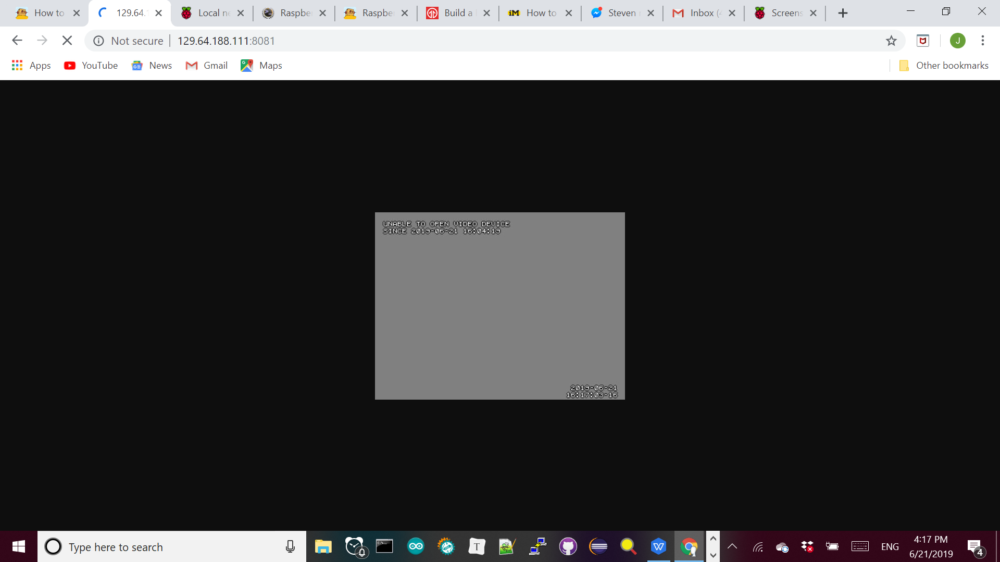 How to
129.64.
Local ne
Raspbe
Raspber
Build a
How to
Steven
Inbox (4
Screens
Not secure
129.64.188.111:8081
J
Apps
YouTube
News
Gmail
Maps
Other bookmarks
UNABLE TO OPEN VIDEO DEVICE
SINCE 2019-06-21 16:04:19
2019-06-21
16:17:03-16
Type here to search
ENG
4:17 PM
6/21/2019
4